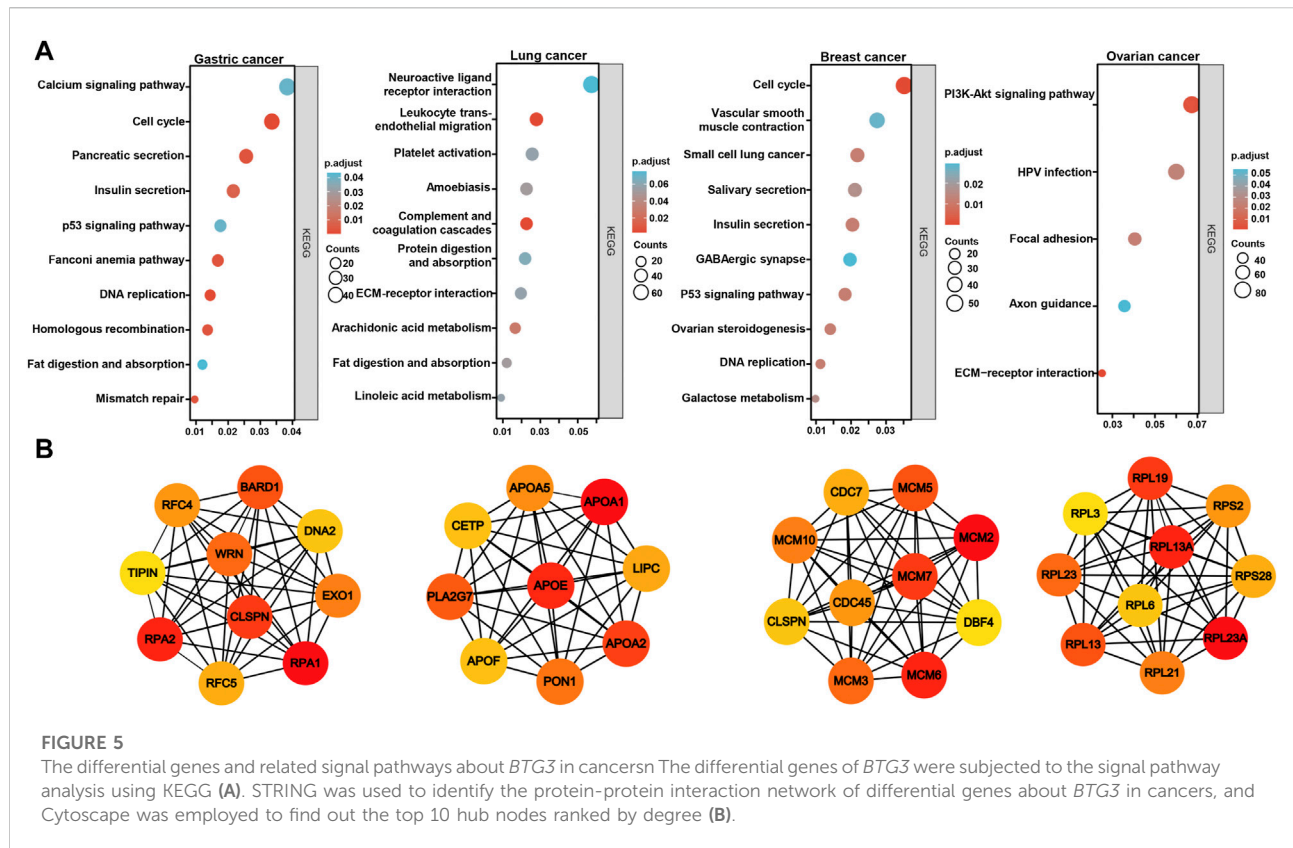 A
Gastric cancer
Calcium signaling pathway
Cell cycle
Pancreatic secretion
Insulin secretion
p53 signaling pathway
Fanconi anemia pathway
DNA replication
Homologous recombination
Fat digestion and absorption
Mismatch repair
0.01 0.02 0.03 0.04
KEGG
p.adjust
0.04
0.03
0.02
0.01
Counts
20
30
40
Lung cancer
Neuroactive ligand
receptor interaction
Leukocyte trans-
endothelial migration
Platelet activation
Amoebiasis
Complement and
coagulation cascades
Protein digestion
and absorption
ECM-receptor interaction
Arachidonic acid metabolism
Fat digestion and absorption
Linoleic acid metabolism
0.01 0.03 0.05
KEGG
p.adjust
0.06
0.04
0.02
Counts
20
40
60
Breast cancer
Cell cycle
Vascular smooth
muscle contraction
Small cell lung cancer
Salivary secretion
Insulin secretion
GABAergic synapse
P53 signaling pathway
Ovarian steroidogenesis
DNA replication
Galactose metabolism
0.01 0.02 0.03
KEGG
p.adjust
0.02
0.01
Counts
20
30
40
50
Ovarian cancer
PI3K-Akt signaling pathway
HPV infection
Focal adhesion
Axon guidance
ECM−receptor interaction
0.03 0.05 0.07
KEGG
p.adjust
0.05
0.04
0.03
0.02
0.01
Counts
40
60
80
B
BARD1
RFC4
DNA2
WRN
TIPIN
EXO1
CLSPN
RPA2
RPA1
RFC5
APOA5
APOA1
CETP
LIPC
APOE
PLA2G7
APOA2
APOF
PON1
CDC7
MCM5
MCM10
MCM2
MCM7
CDC45
CLSPN
DBF4
MCM3
MCM6
RPL19
RPL3
RPS2
RPL13A
RPL23
RPS28
RPL6
RPL13
RPL23A
RPL21
FIGURE 5
The differential genes and related signal pathways about BTG3 in cancersn The differential genes of BTG3 were subjected to the signal pathway
analysis using KEGG (A). STRING was used to identify the protein-protein interaction network of differential genes about BTG3 in cancers, and
Cytoscape was employed to find out the top 10 hub nodes ranked by degree (B).